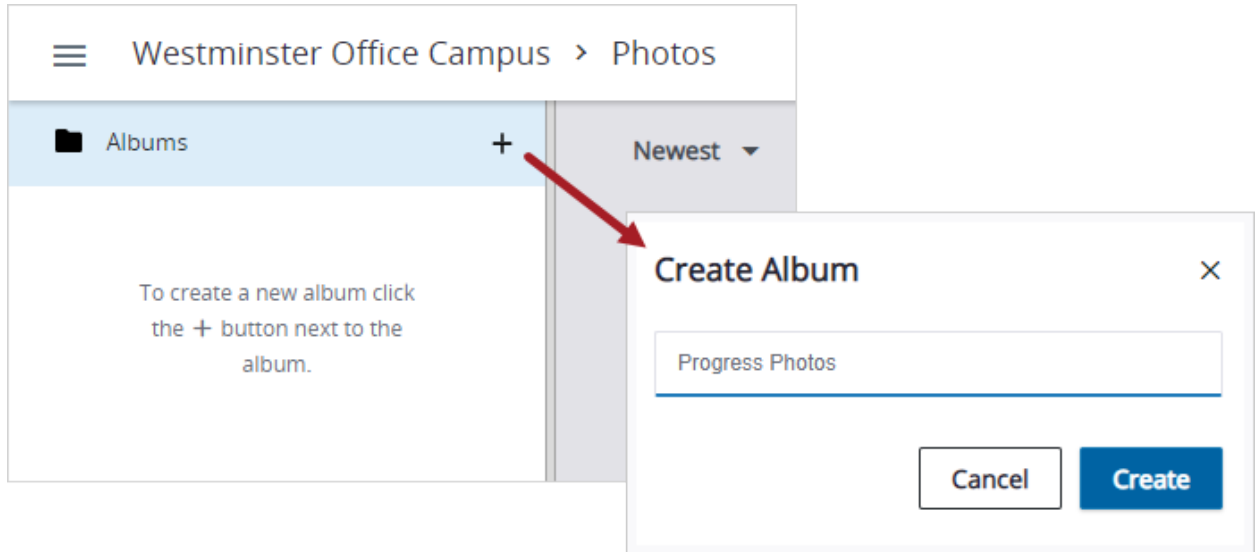 Westminster Office Campus > Photos
Albums +
Newest
To create a new album click
the + button next to the
album.
Create Album ×
Progress Photos
Cancel Create